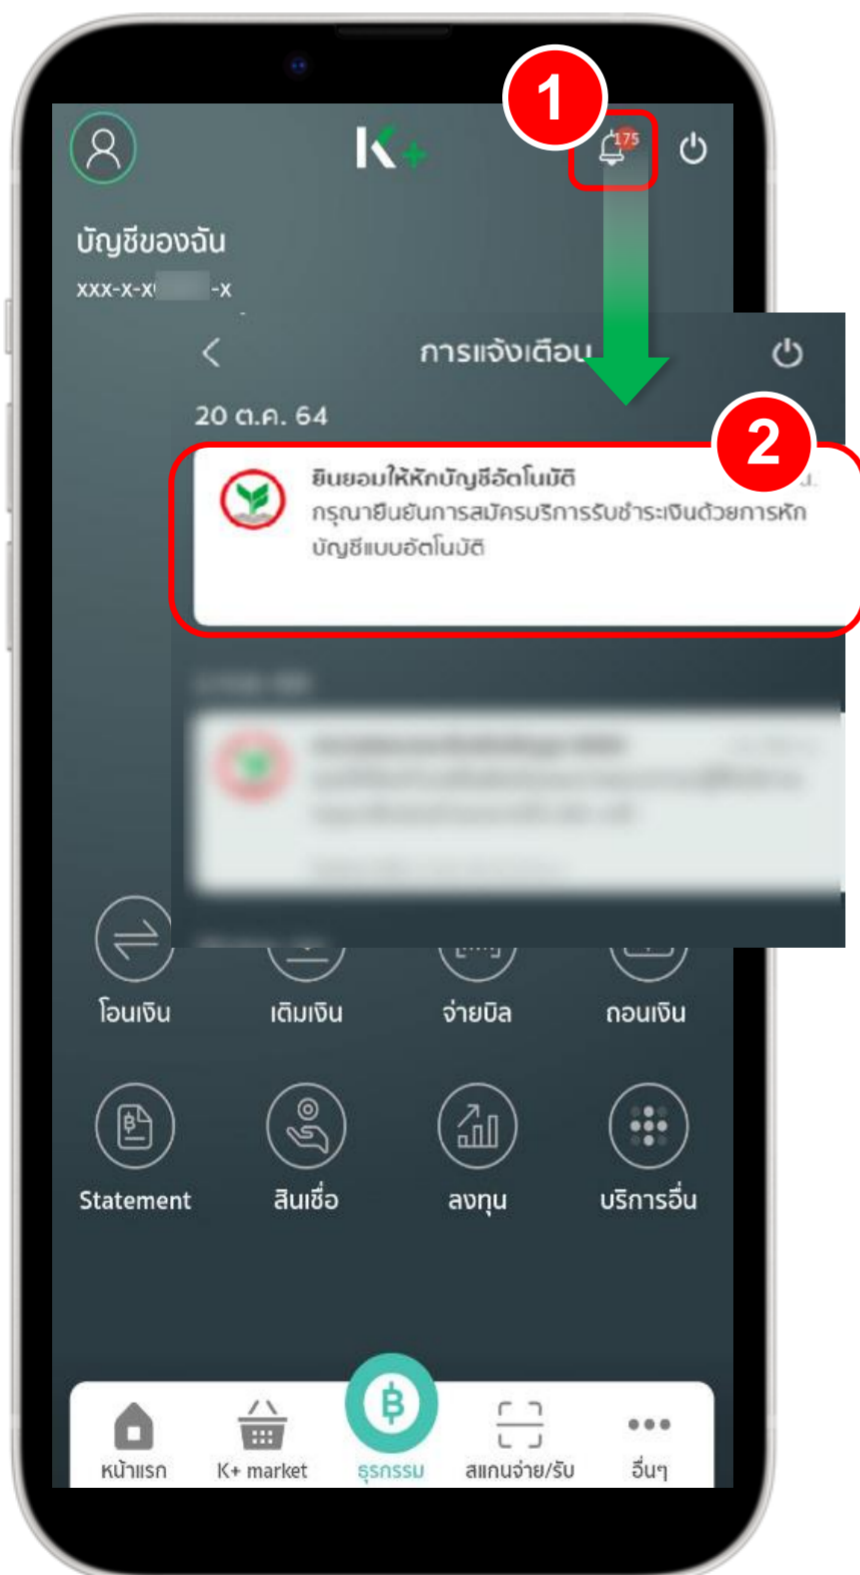 1
175
K+
บัญชีของฉัน
xxx-x-x -x
การแจ้งเตือน
20 ต.ค. 64
2
ยินยอมให้หักบัญชีอัตโนมัติ น.
กรุณายืนยันการสมัครบริการรับชำระเงินด้วยการหัก
บัญชีแบบอัตโนมัติ
โอนเงิน เติมเงิน จ่ายบิล ถอนเงิน
Statement สินเชื่อ ลงทุน บริการอื่น
หน้าแรก K+ market ธุรกรรม สแกนจ่าย/รับ อื่นๆ